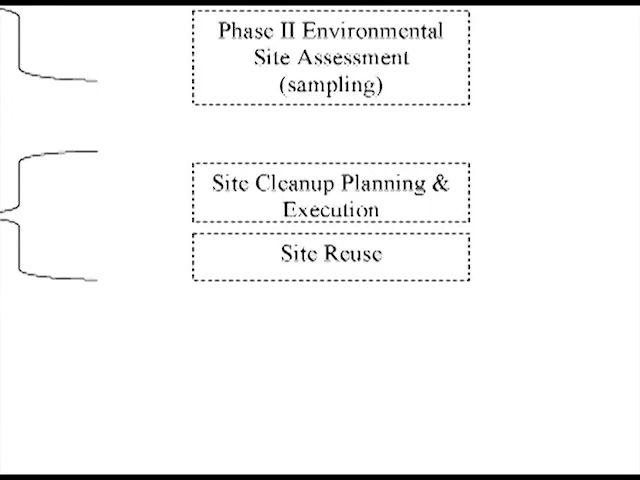 Phase II Environmental
Site Assessment
(sampling)
Site Cleanup Planning &
Execution
Site Reuse